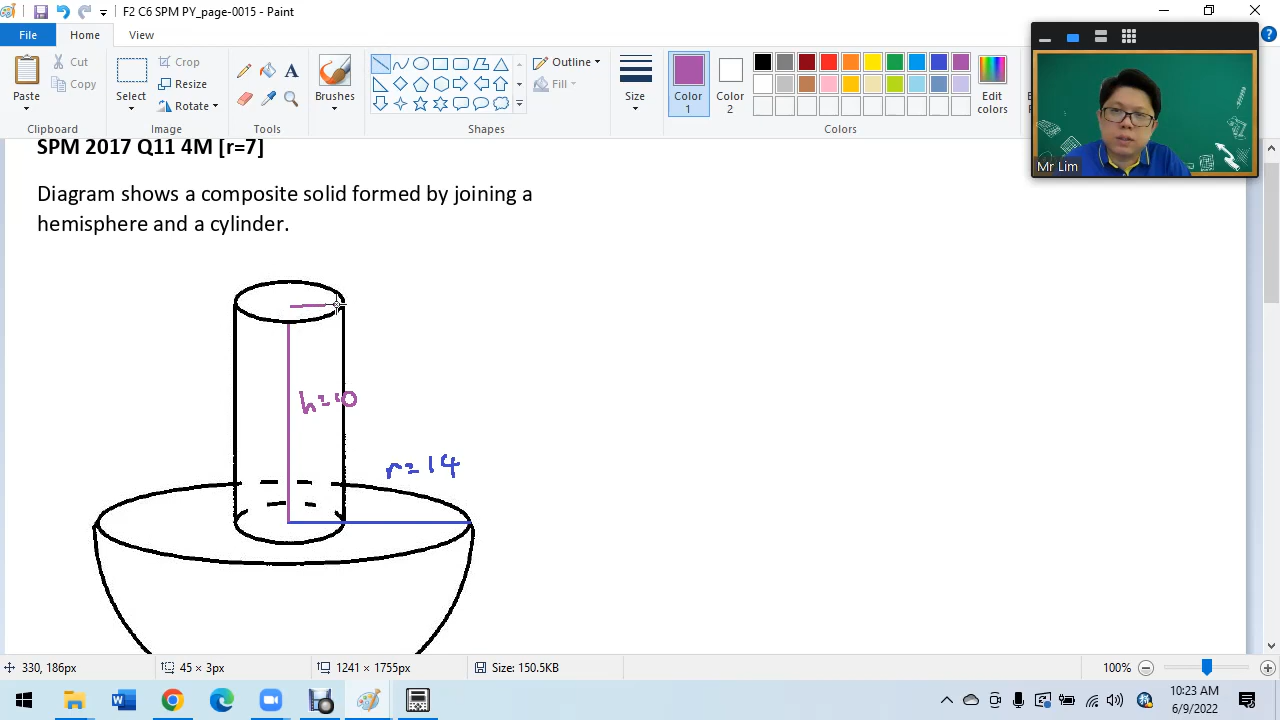 F2 C6 SPM PY_page-0015 - Paint
File
Home
View
Paste
Cut
Copy
Clipboard
Select
Crop
Resize
Rotate
Image
Tools
Brushes
Outline
Fill
Shapes
Size
Color 1
Color 2
Edit colors
Colors
Mr Lim
SPM 2017 Q11 4M [r=7]
Diagram shows a composite solid formed by joining a
hemisphere and a cylinder.
h=10
r=14
330, 186px
45 × 3px
1241 × 1755px
Size: 150.5KB
100%
10:23 AM
6/9/2022